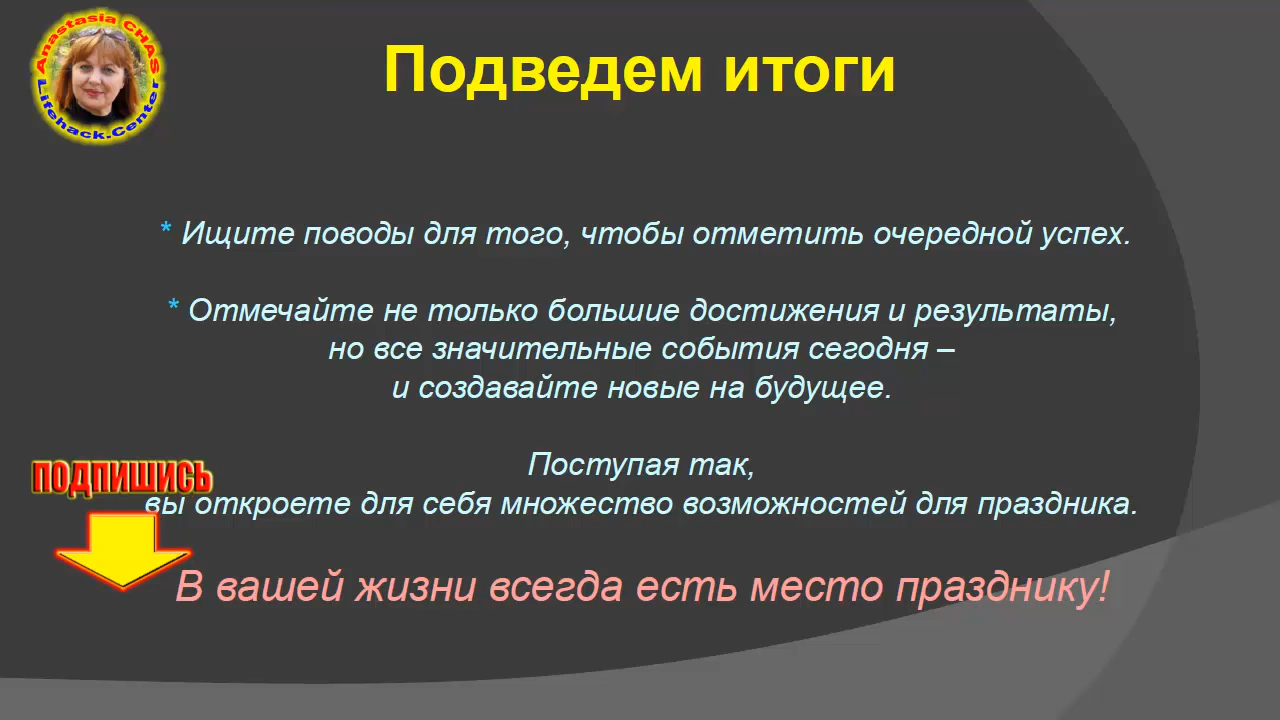 Anastasia CHAS
Lifehack.Center
Подведем итоги
* Ищите поводы для того, чтобы отметить очередной успех.
* Отмечайте не только большие достижения и результаты,
но все значительные события сегодня –
и создавайте новые на будущее.
Поступая так,
ПОДПИШИСЬ
вы откроете для себя множество возможностей для праздника.
В вашей жизни всегда есть место празднику!